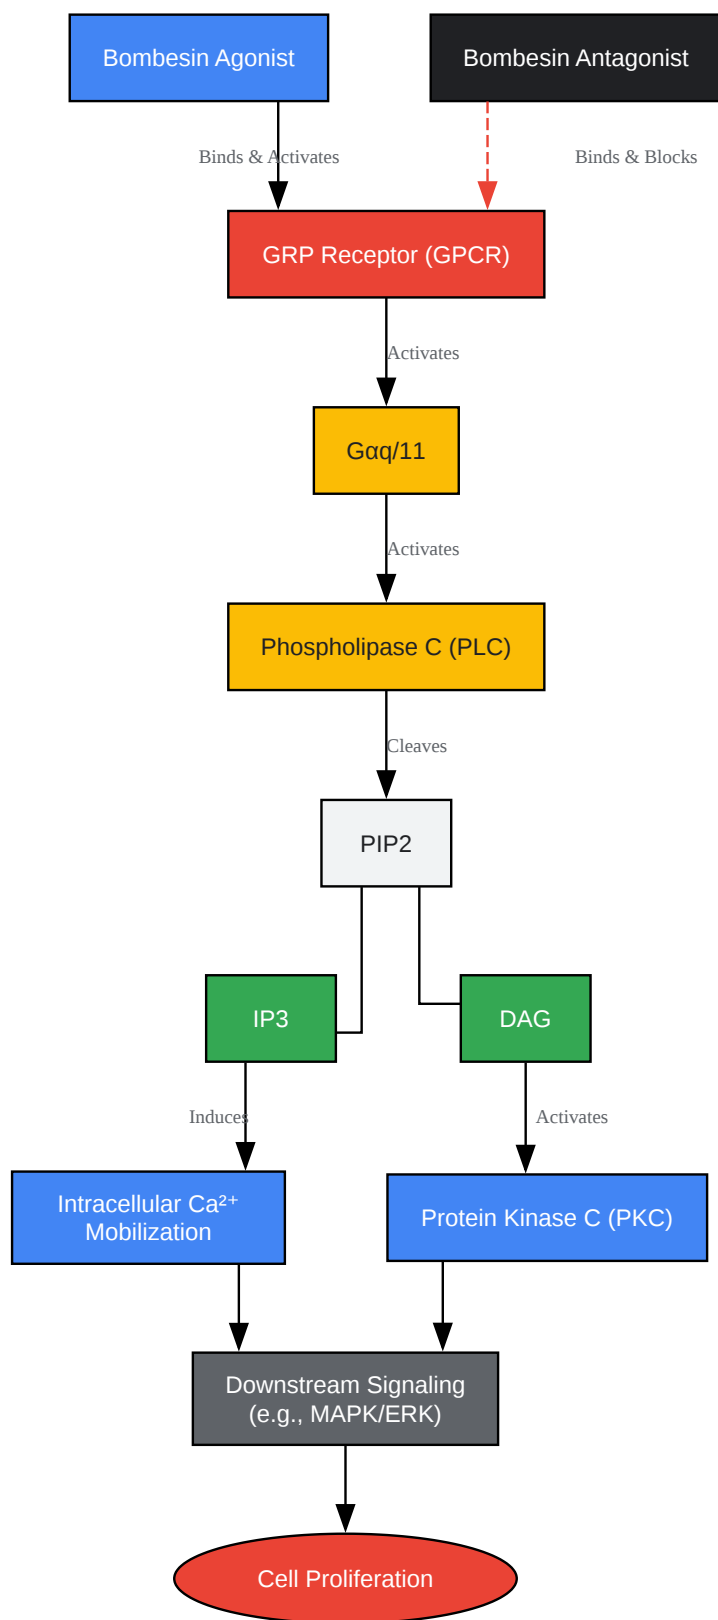 Bombesin Agonist
Bombesin Antagonist
Binds & Activates
Binds & Blocks
GRP Receptor (GPCR)
Activates
Gαq/11
Activates
Phospholipase C (PLC)
Cleaves
PIP2
IP3
DAG
Induces
Activates
Intracellular Ca²⁺
Mobilization
Protein Kinase C (PKC)
Downstream Signaling
(e.g., MAPK/ERK)
Cell Proliferation